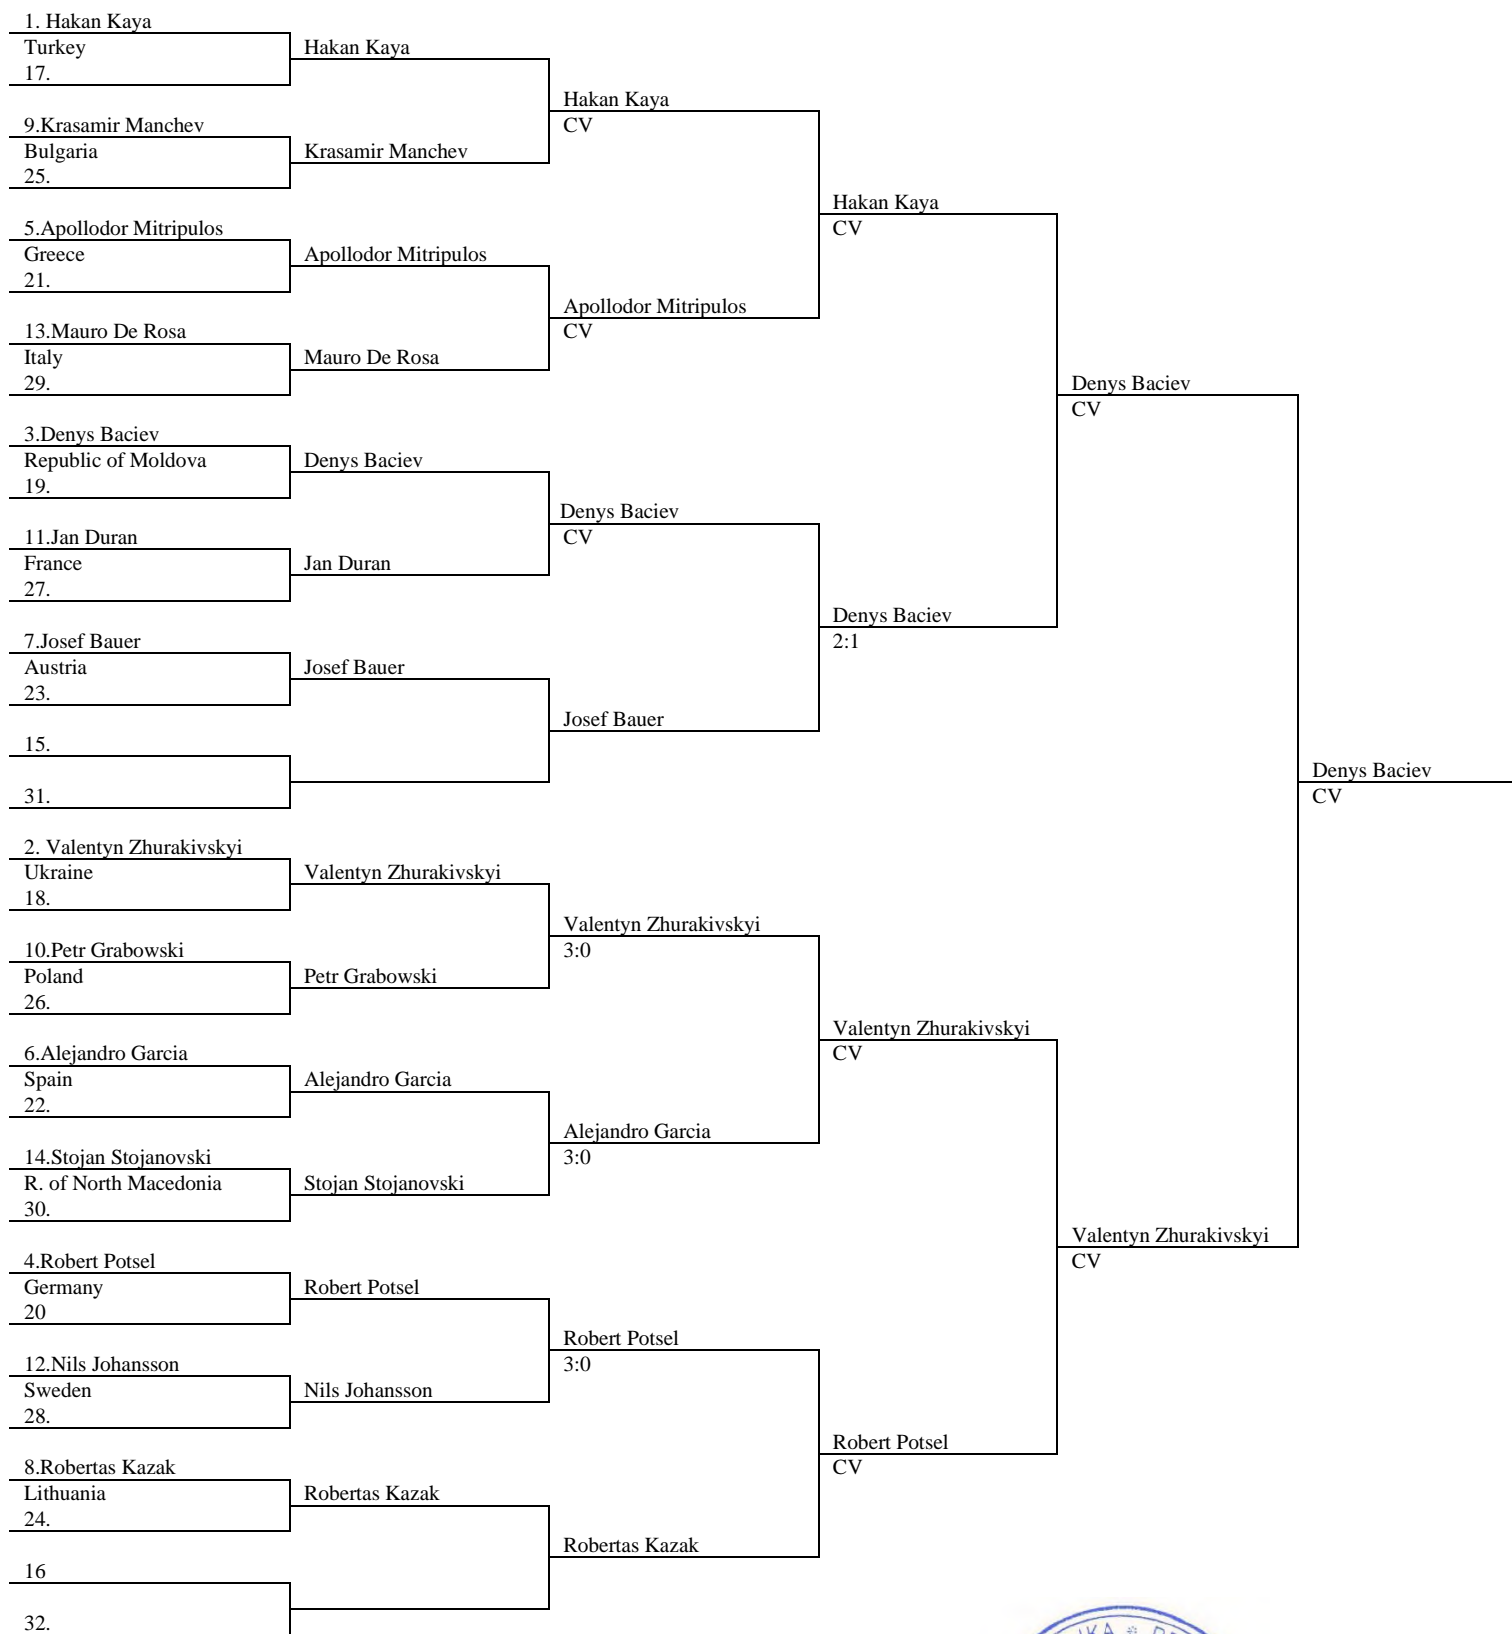 1. Hakan Kaya
Turkey
17.
9.Krasamir Manchev
Bulgaria
25.
5.Apollodor Mitripulos
Greece
21.
13.Mauro De Rosa
Italy
29.
3.Denys Baciev
Republic of Moldova
19.
11.Jan Duran
France
27.
7.Josef Bauer
Austria
23.
15.
31.
2. Valentyn Zhurakivskyi
Ukraine
18.
10.Petr Grabowski
Poland
26.
6.Alejandro Garcia
Spain
22.
14.Stojan Stojanovski
R. of North Macedonia
30.
4.Robert Potsel
Germany
20
12.Nils Johansson
Sweden
28.
8.Robertas Kazak
Lithuania
24.
16
32.
Hakan Kaya
Krasamir Manchev
Apollodor Mitripulos
Mauro De Rosa
Denys Baciev
Jan Duran
Josef Bauer
Valentyn Zhurakivskyi
Petr Grabowski
Alejandro Garcia
Stojan Stojanovski
Robert Potsel
Nils Johansson
Robertas Kazak
Hakan Kaya
CV
Apollodor Mitripulos
CV
Denys Baciev
CV
Josef Bauer
Valentyn Zhurakivskyi
3:0
Alejandro Garcia
3:0
Robert Potsel
3:0
Robertas Kazak
Hakan Kaya
CV
Denys Baciev
2:1
Valentyn Zhurakivskyi
CV
Robert Potsel
CV
Denys Baciev
CV
Valentyn Zhurakivskyi
CV
Denys Baciev
CV